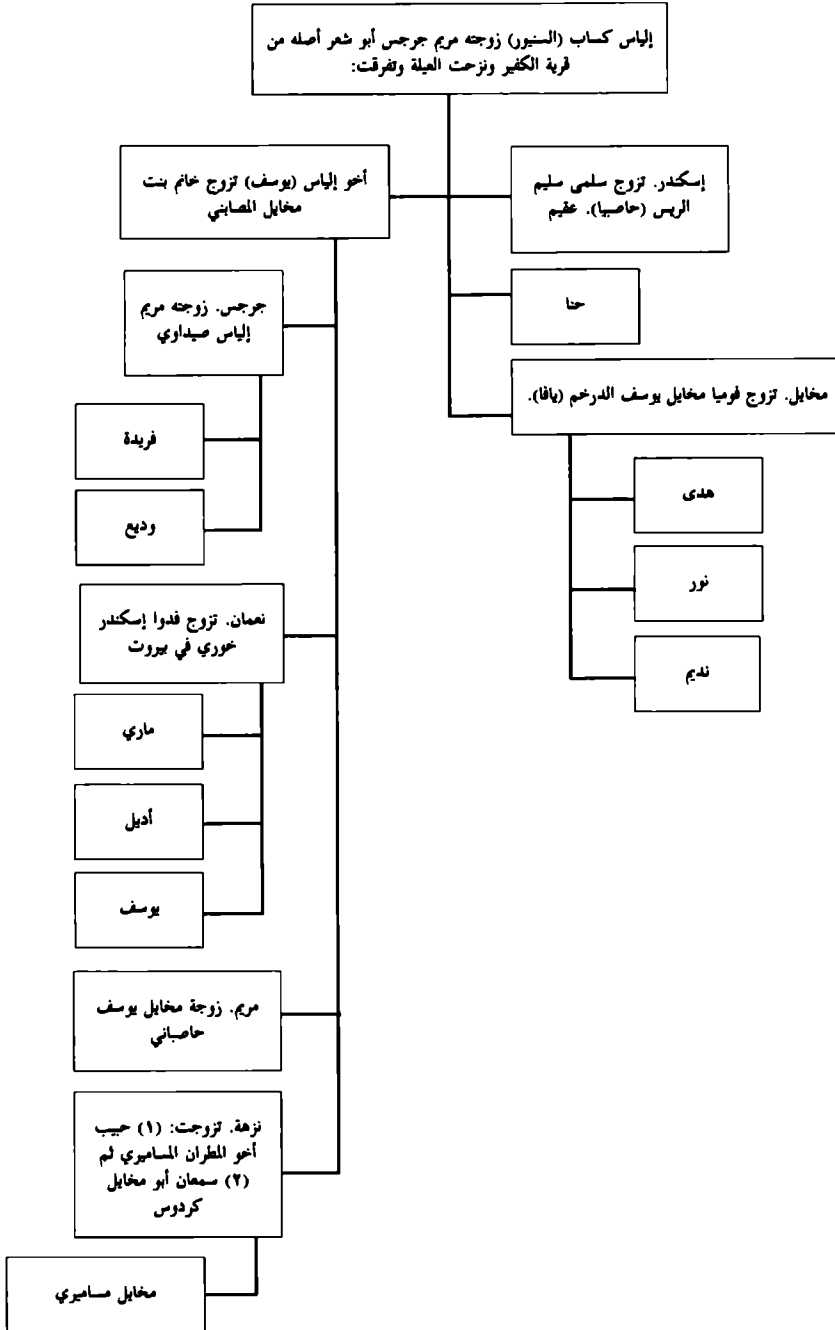 إلياس كساب (السنيور) زوجته مريم جرجس أبو شعر أصله من
قرية الكفير ونزحت العيلة وتفرقت:
إسكندر. تزوج سلمى سليم
الريس (حاصبيا). عقيم
حنا
مخايل. تزوج فوميا مخايل يوسف الدرخم (يافا).
هدى
نور
نديم
أخو إلياس (يوسف) تزوج خانم بنت
مخايل المصابني
جرجس. زوجته مريم
إلياس صيداوي
فريدة
وديع
نعمان. تزوج فدوا إسكندر
خوري في بيروت
ماري
أديل
يوسف
مريم. زوجة مخايل يوسف
حاصباني
نزهة. تزوجت: (١) حبيب
أخو المطران المساميري ثم
(٢) سمعان أبو مخايل
كردوس
مخايل مساميري